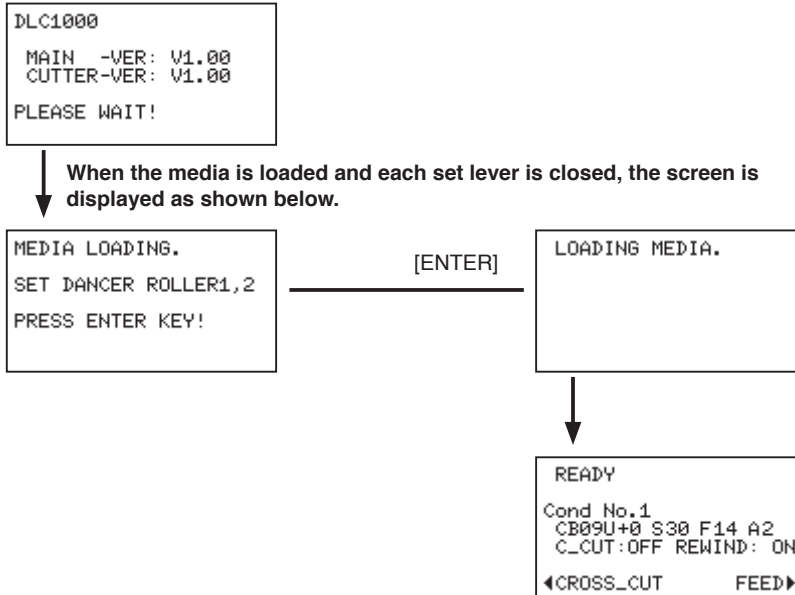 DLC1000
MAIN -VER: V1.00
CUTTER-VER: V1.00
PLEASE WAIT!
When the media is loaded and each set lever is closed, the screen is
displayed as shown below.
MEDIA LOADING.
SET DANCER ROLLER1,2
PRESS ENTER KEY!
[ENTER]
LOADING MEDIA.
READY
Cond No.1
CB09U+0 S30 F14 A2
C_CUT:OFF REWIND: ON
◀CROSS_CUT FEED▶